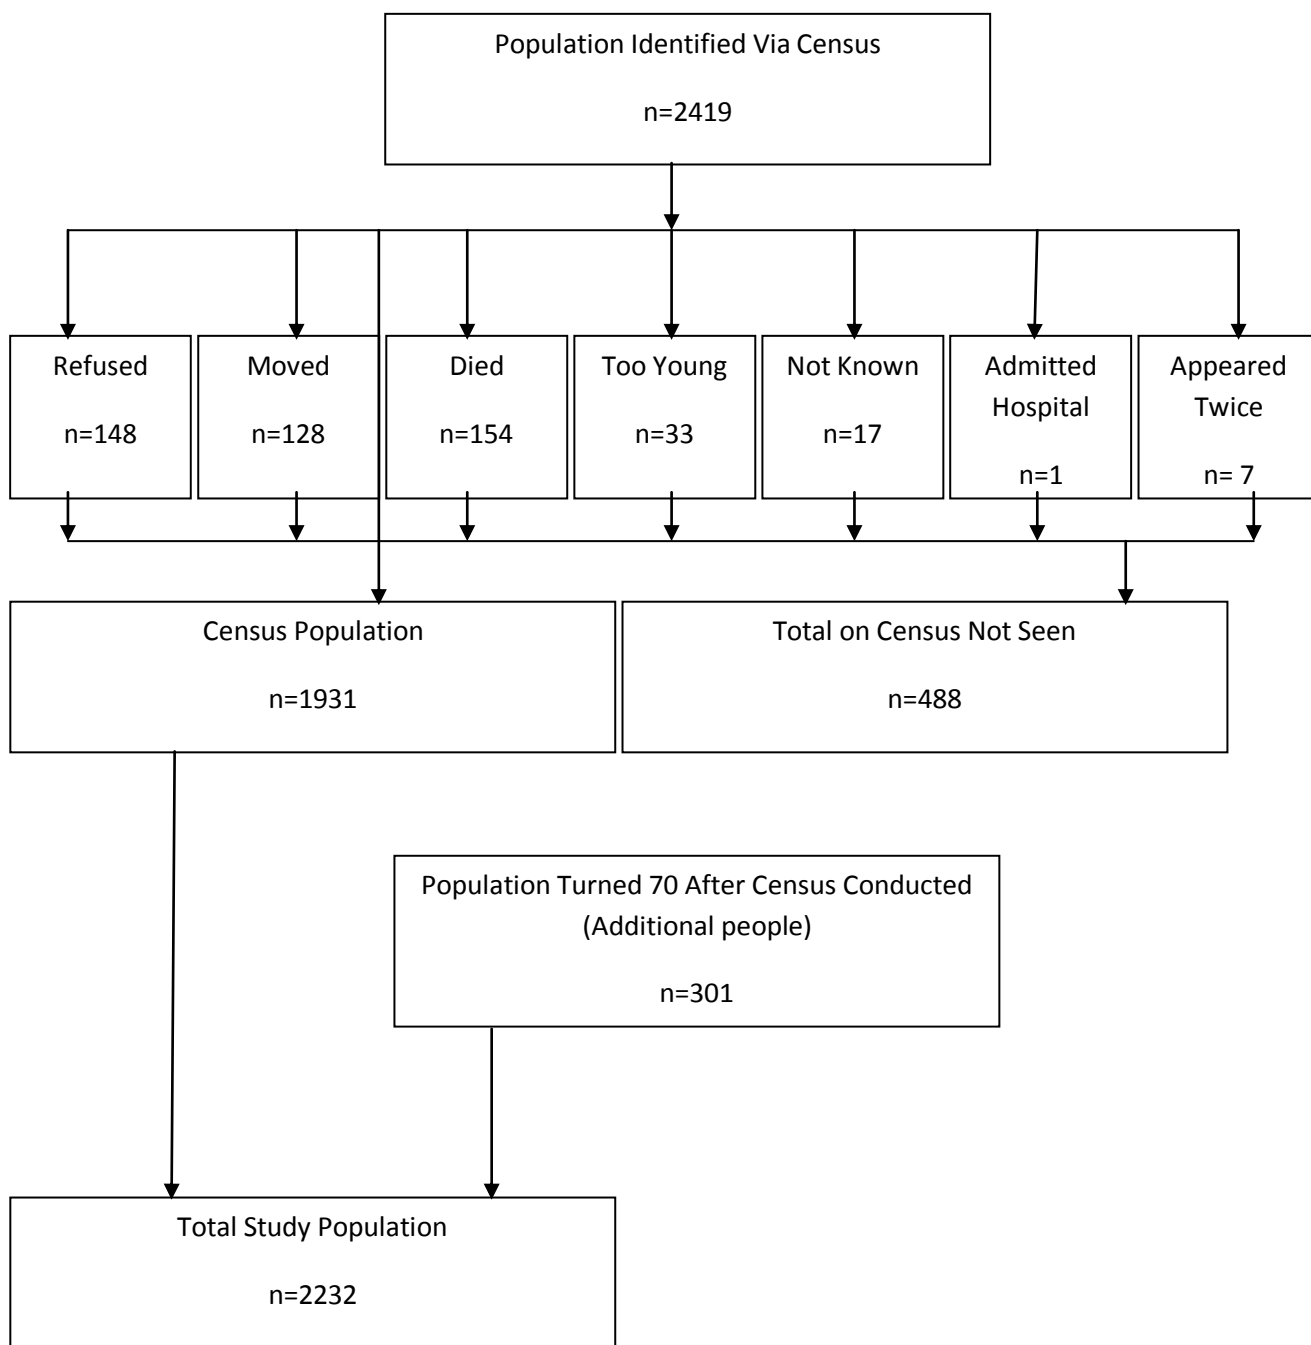 Population Identified Via Census
n=2419
Refused
n=148
Moved
n=128
Died
n=154
Too Young
n=33
Not Known
n=17
Admitted
Hospital
n=1
Appeared
Twice
n= 7
Census Population
n=1931
Total on Census Not Seen
n=488
Population Turned 70 After Census Conducted
(Additional people)
n=301
Total Study Population
n=2232